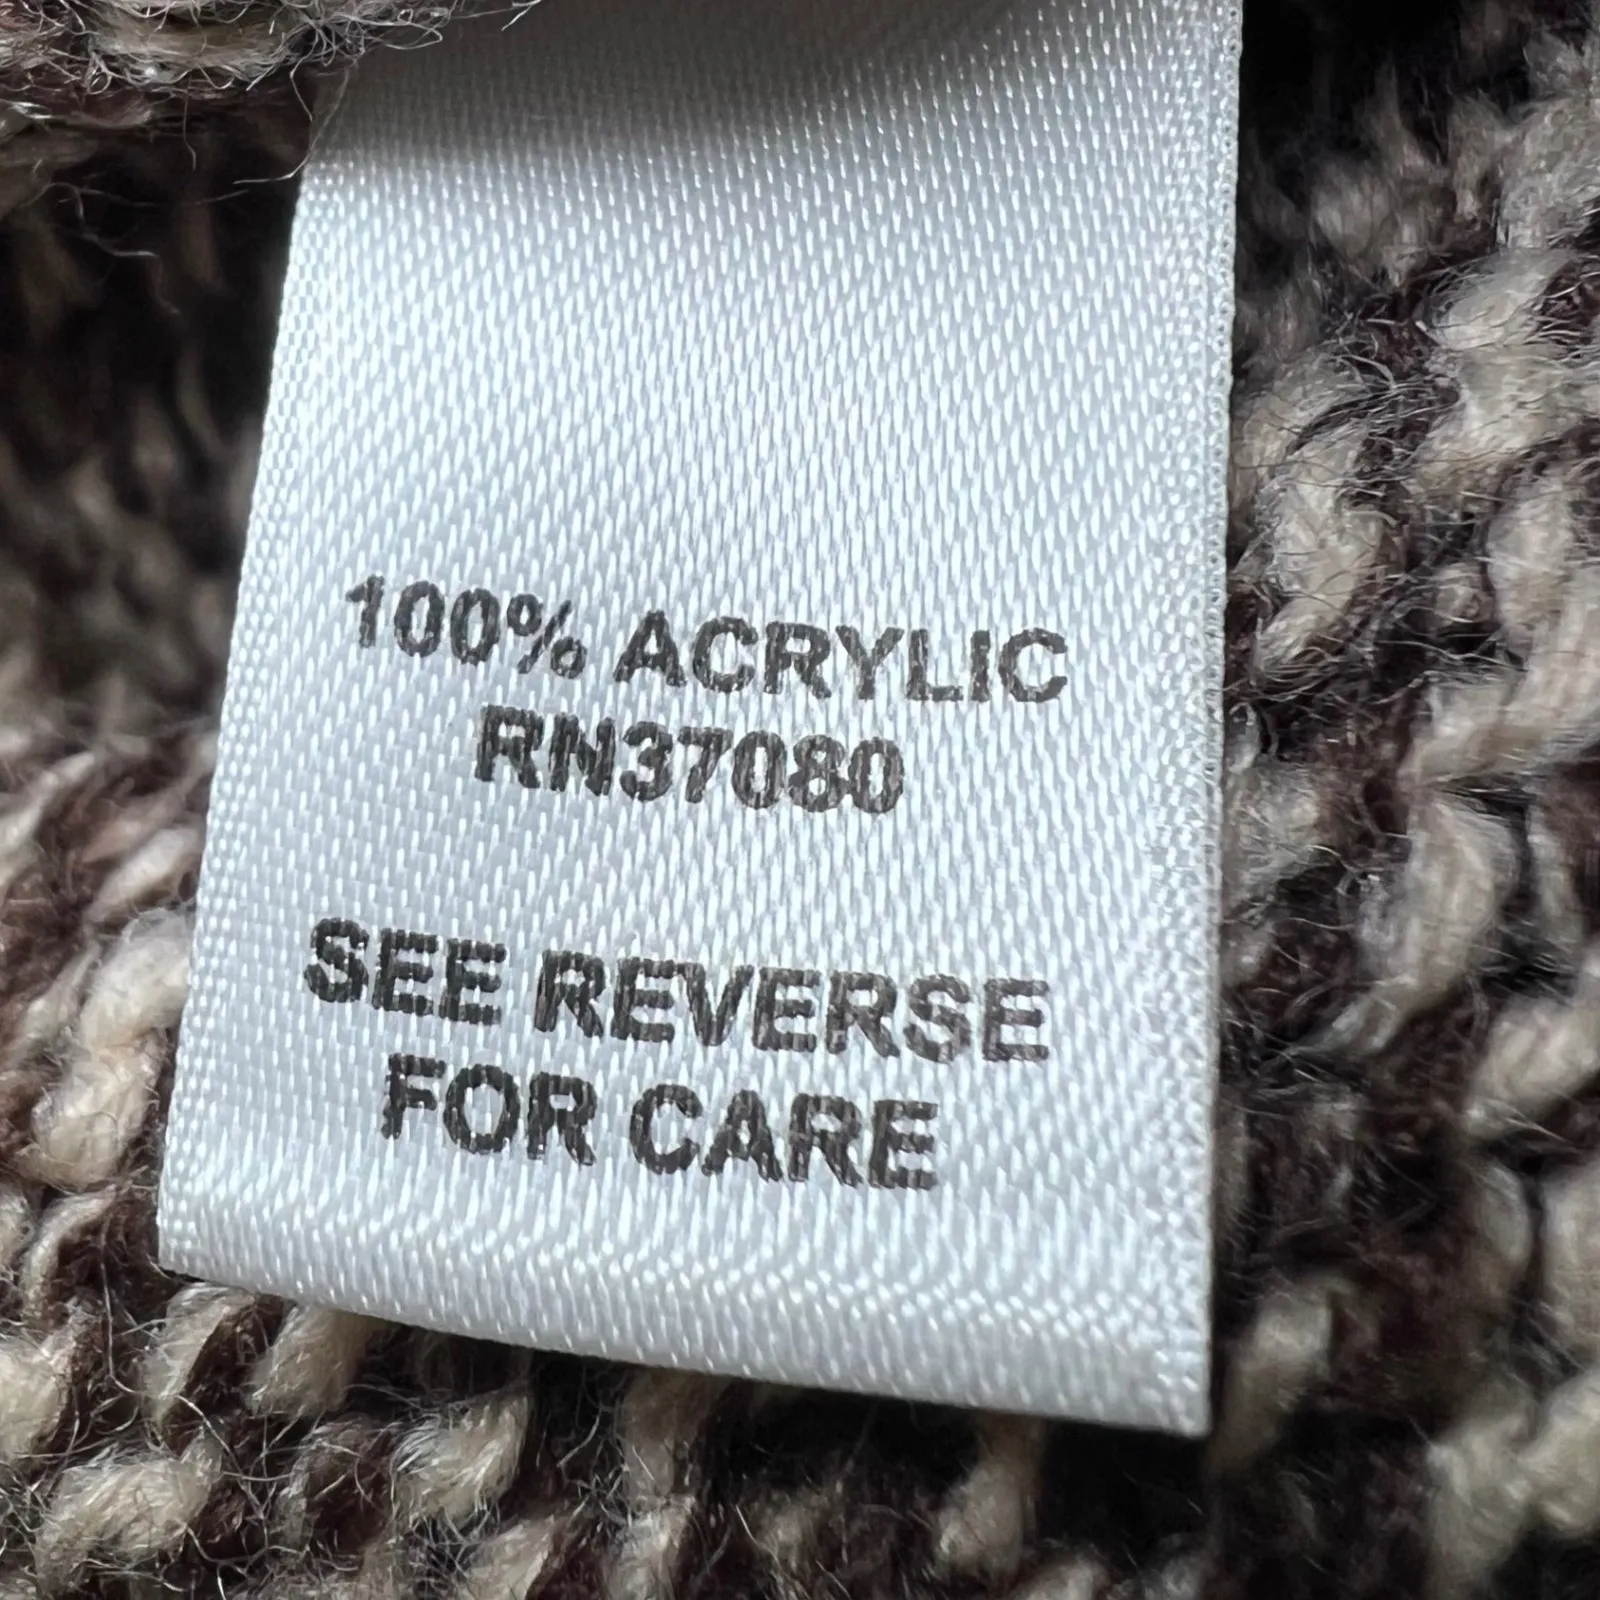 100% ACRYLIC
RN37080
SEE REVERSE
FOR CARE